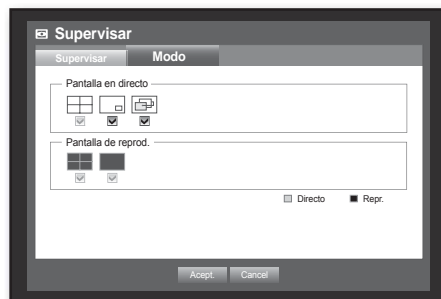 Supervisar
Supervisar Modo
Pantalla en directo
Pantalla de reprod.
Directo Repr.
Acept. Cancel